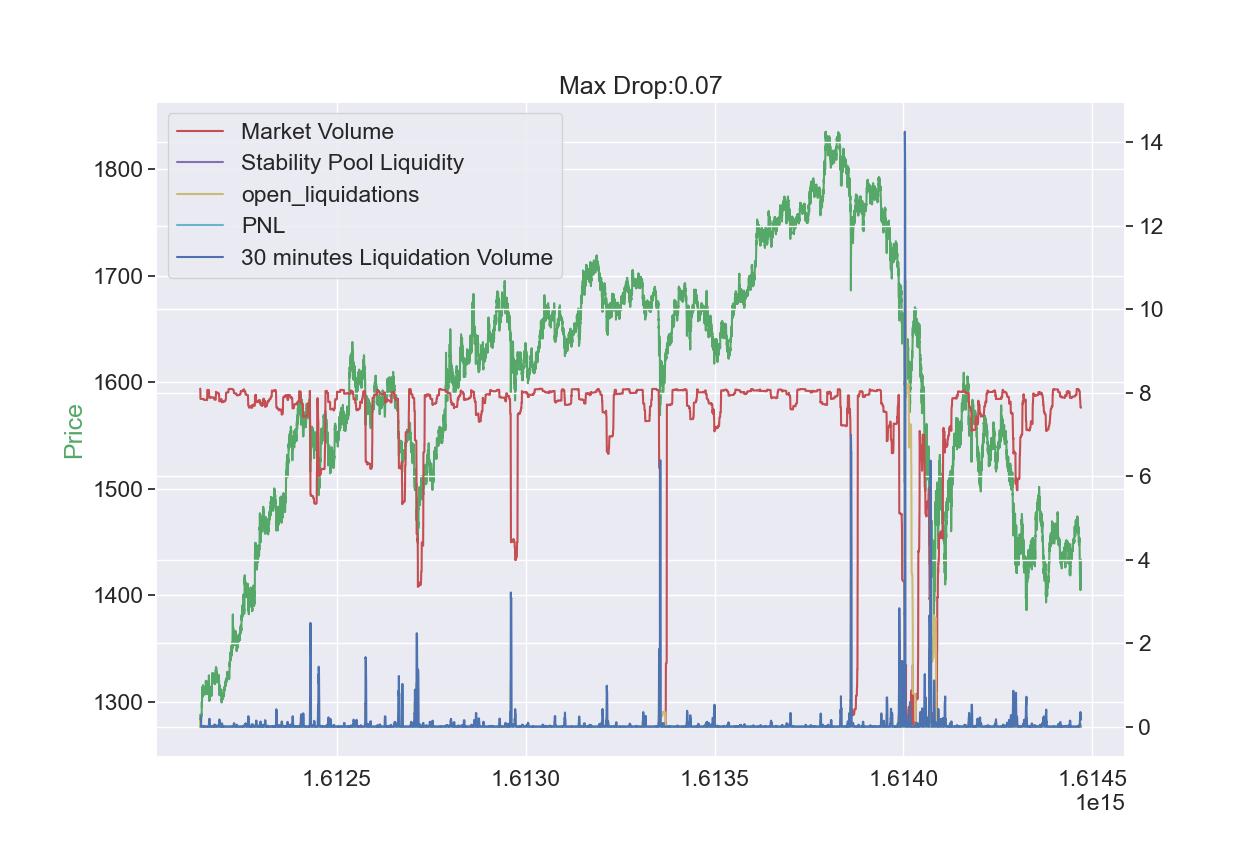 Max Drop:0.07
Market Volume
Stability Pool Liquidity
open_liquidations
PNL
30 minutes Liquidation Volume
Price
1800
1700
1600
1500
1400
1300
14
12
10
8
6
4
2
0
1.6125
1.6130
1.6135
1.6140
1.6145
1e15